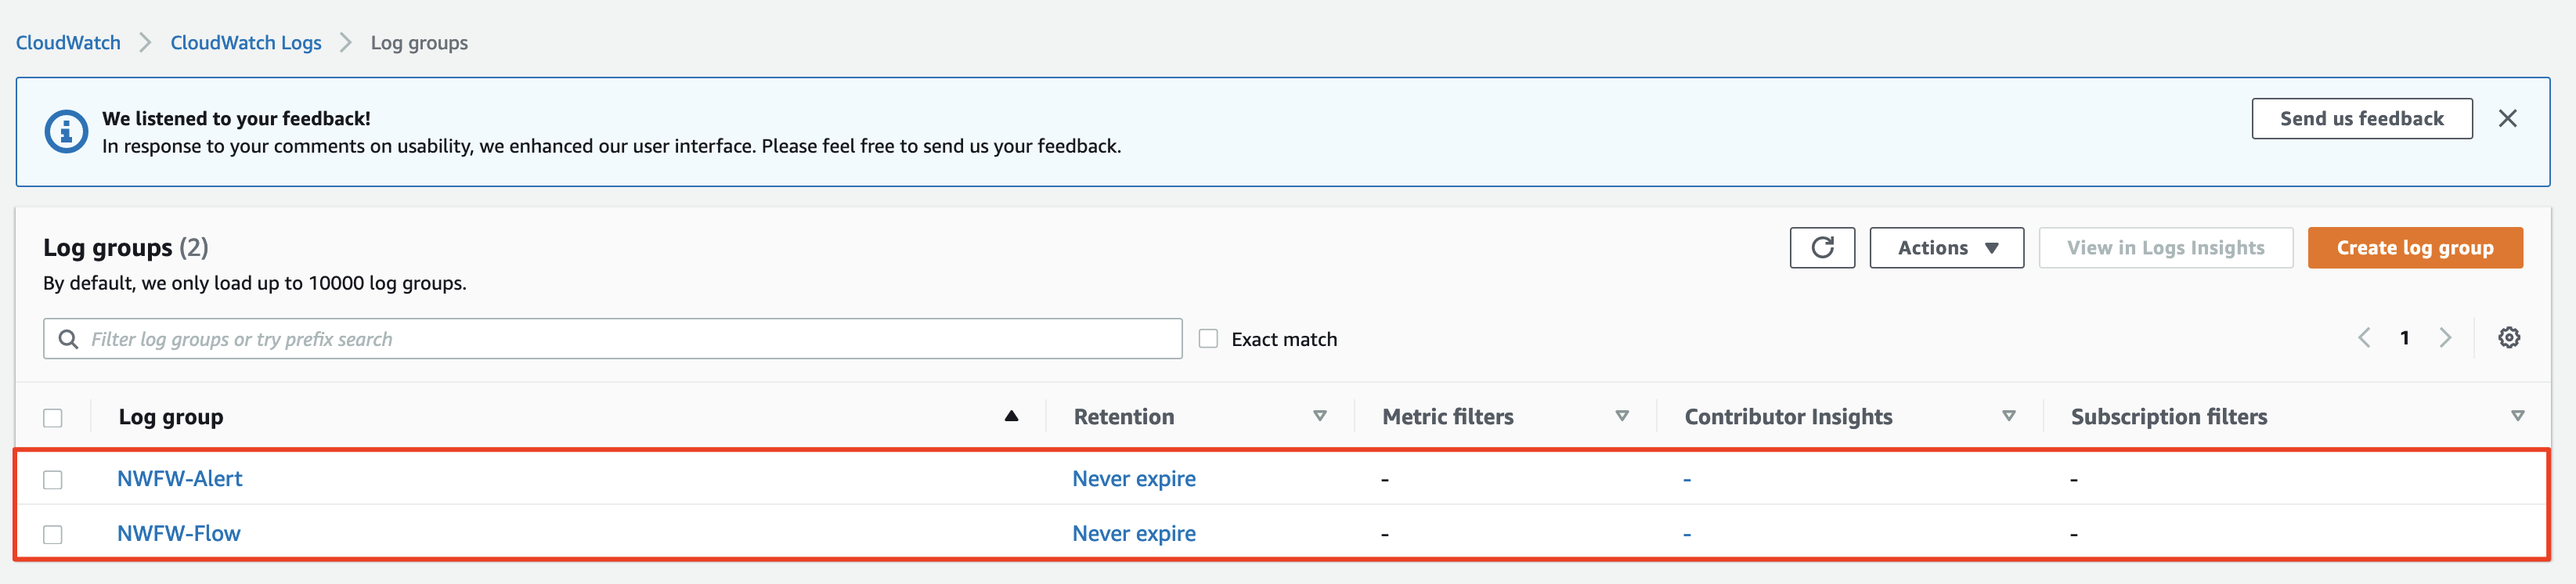 CloudWatch CloudWatch Logs Log groups
We listened to your feedback!
In response to your comments on usability, we enhanced our user interface. Please feel free to send us your feedback.
Send us feedback
Log groups (2)
By default, we only load up to 10000 log groups.
Actions View in Logs Insights Create log group
Filter log groups or try prefix search Exact match 1
Log group Retention Metric filters Contributor Insights Subscription filters
NWFW-Alert Never expire - - -
NWFW-Flow Never expire - - -